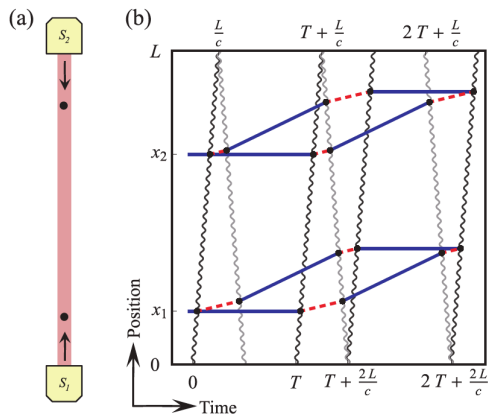 (a)
S₂
S₁
(b)
L/c
T + L/c
2T + L/c
L
x₂
x₁
0
Position
0
T
T + 2L/c
2T + 2L/c
Time